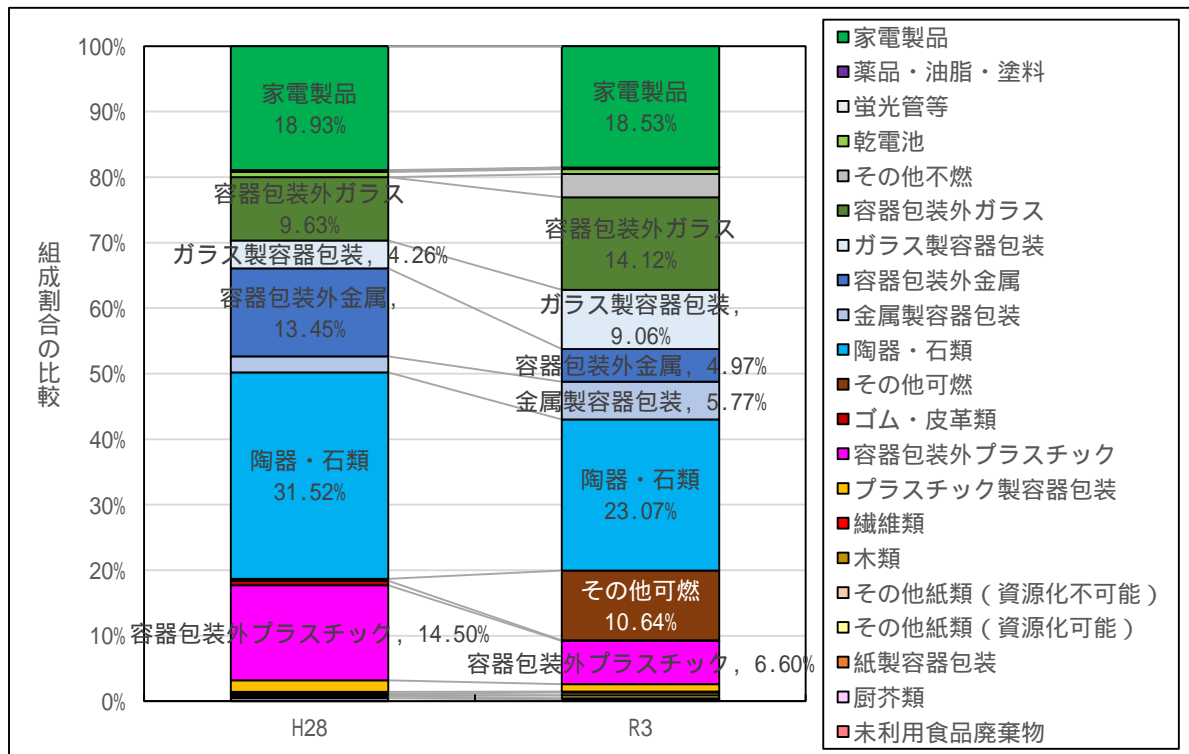 組成割合の比較
100%
90%
80%
70%
60%
50%
40%
30%
20%
10%
0%
家電製品
18.93%
容器包装外ガラス
9.63%
ガラス製容器包装, 4.26%
容器包装外金属,
13.45%
陶器・石類
31.52%
容器包装外プラスチック, 14.50%
H28
家電製品
18.53%
容器包装外ガラス
14.12%
ガラス製容器包装,
9.06%
容器包装外金属, 4.97%
金属製容器包装, 5.77%
陶器・石類
23.07%
その他可燃
10.64%
容器包装外プラスチック, 6.60%
R3
家電製品
薬品・油脂・塗料
蛍光管等
乾電池
その他不燃
容器包装外ガラス
ガラス製容器包装
容器包装外金属
金属製容器包装
陶器・石類
その他可燃
ゴム・皮革類
容器包装外プラスチック
プラスチック製容器包装
繊維類
木類
その他紙類(資源化不可能)
その他紙類(資源化可能)
紙製容器包装
厨芥類
未利用食品廃棄物